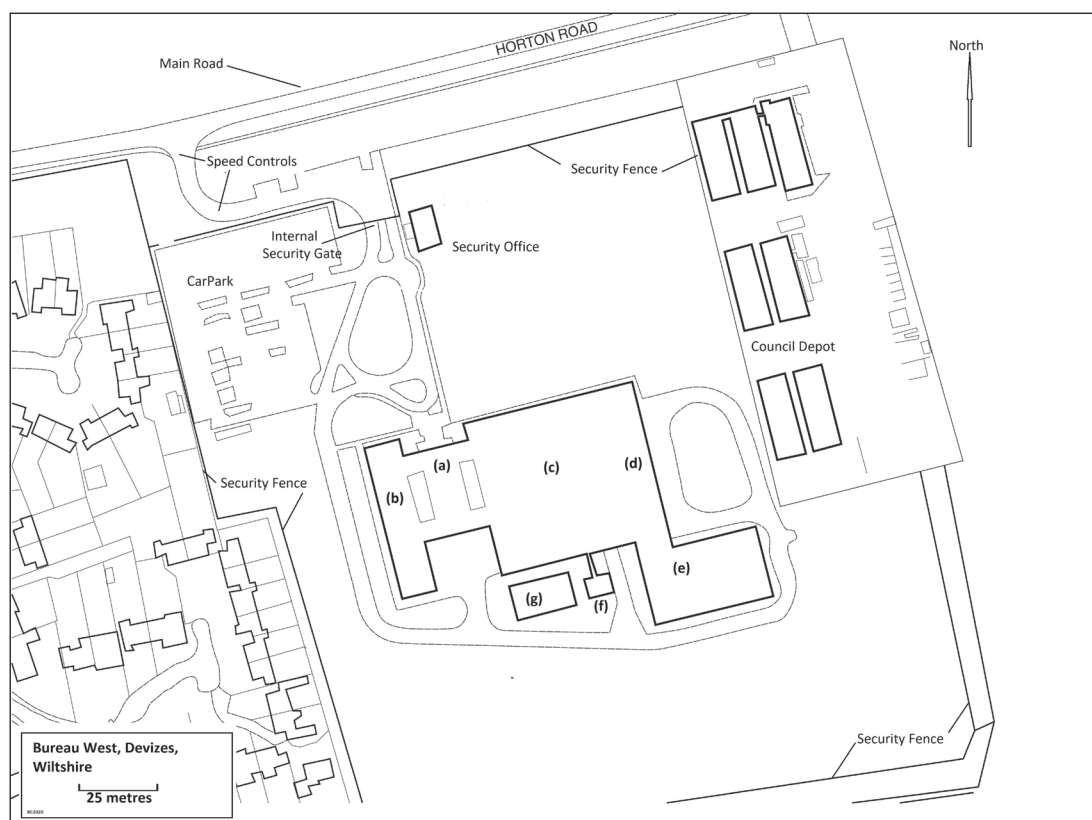 HORTON ROAD
North
Main Road
Speed Controls
Security Fence
Internal
Security Gate
Security Office
CarPark
Council Depot
(a)
(c)
(d)
(b)
Security Fence
(e)
(g)
(f)
Security Fence
Bureau West, Devizes,
Wiltshire
25 metres
BC2020